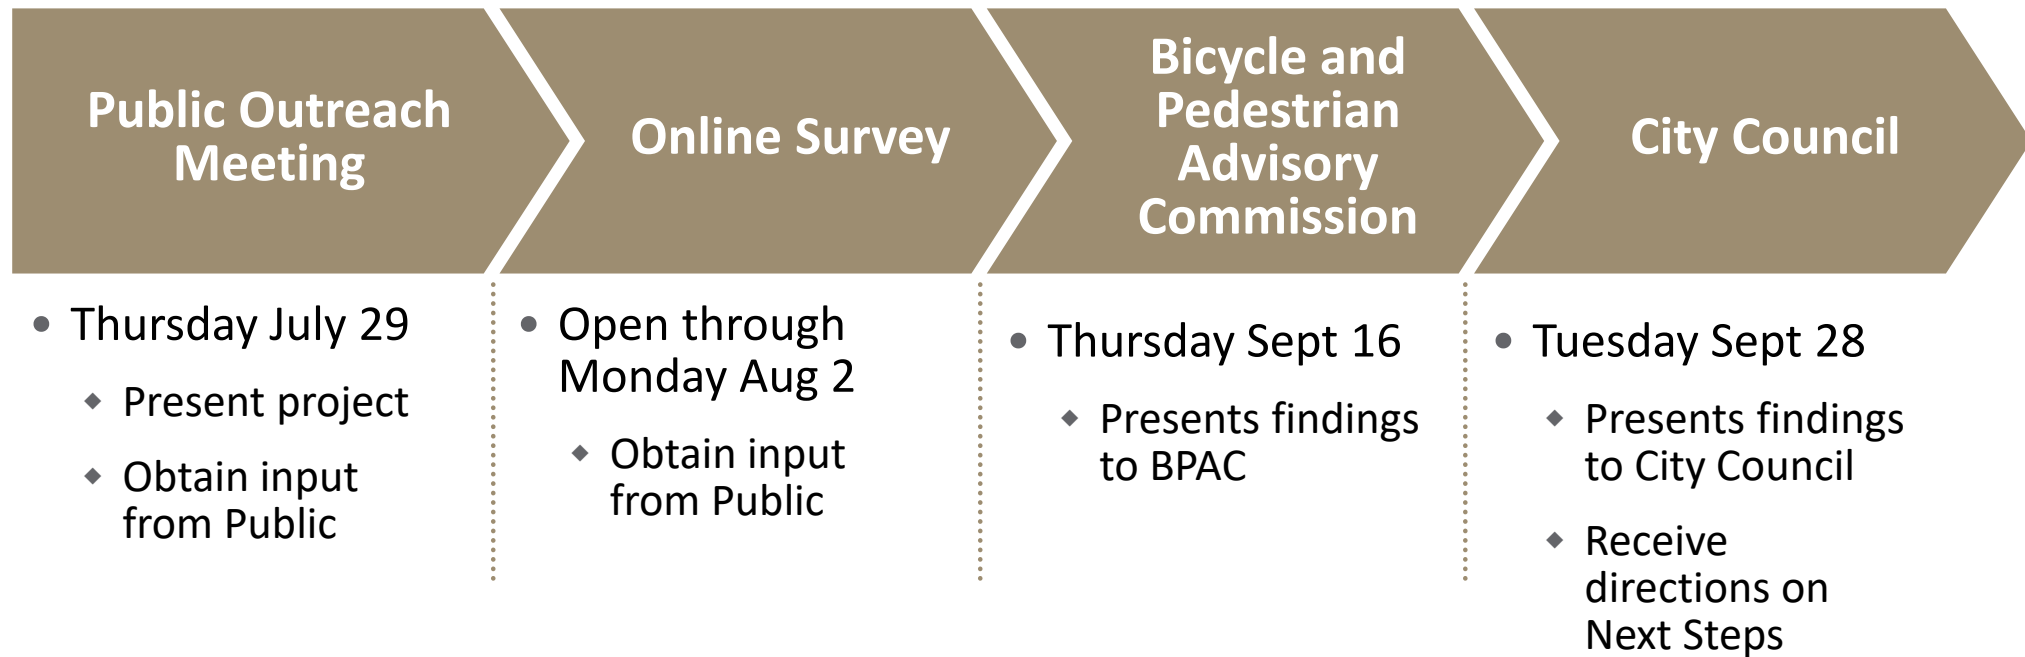 Public Outreach
Meeting
Online Survey
Bicycle and
Pedestrian
Advisory
Commission
City Council
• Thursday July 29
◆ Present project
◆ Obtain input
from Public
• Open through
Monday Aug 2
◆ Obtain input
from Public
• Thursday Sept 16
◆ Presents findings
to BPAC
• Tuesday Sept 28
◆ Presents findings
to City Council
◆ Receive
directions on
Next Steps